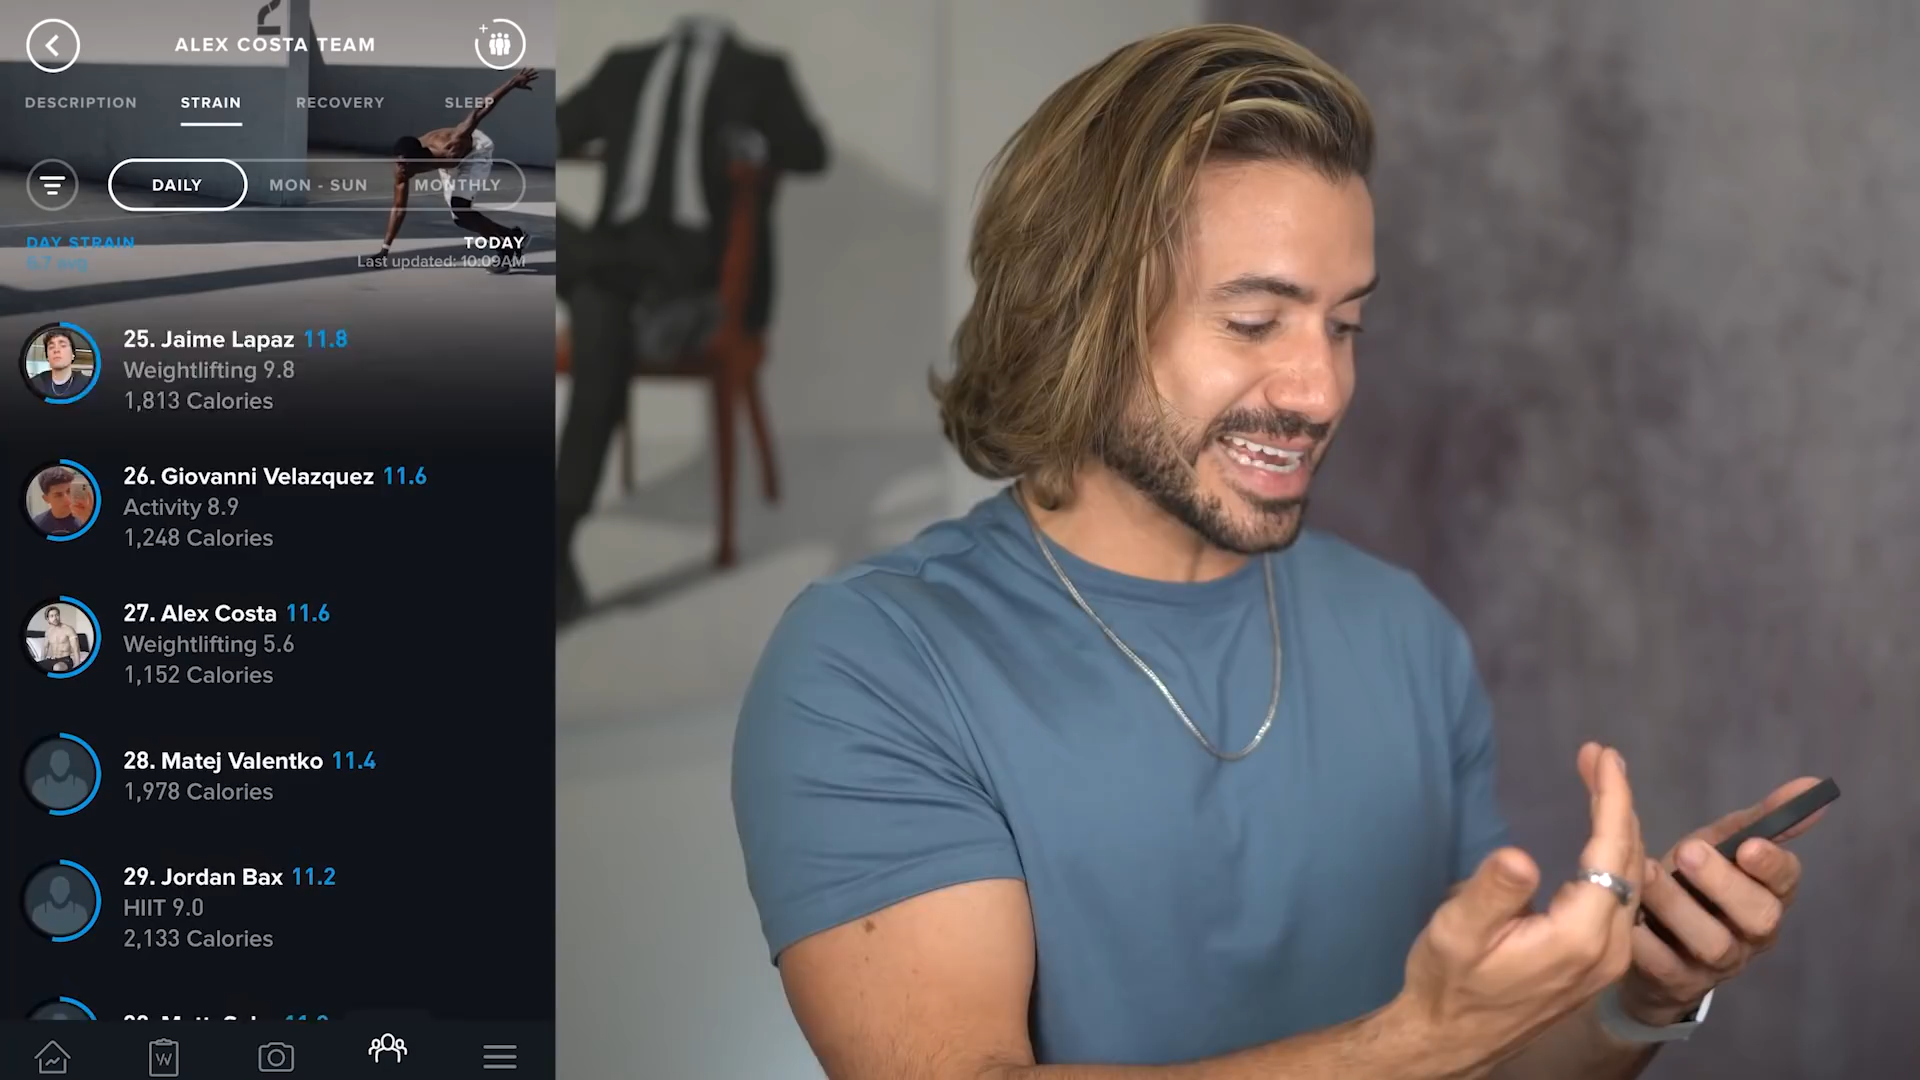 ALEX COSTA TEAM
DESCRIPTION STRAIN RECOVERY SLEEP
DAILY MON - SUN MONTHLY
DAY STRAIN TODAY
6.7 avg Last updated: 10:09AM
25. Jaime Lapaz 11.8
Weightlifting 9.8
1,813 Calories
26. Giovanni Velazquez 11.6
Activity 8.9
1,248 Calories
27. Alex Costa 11.6
Weightlifting 5.6
1,152 Calories
28. Matej Valentko 11.4
1,978 Calories
29. Jordan Bax 11.2
HIIT 9.0
2,133 Calories
W